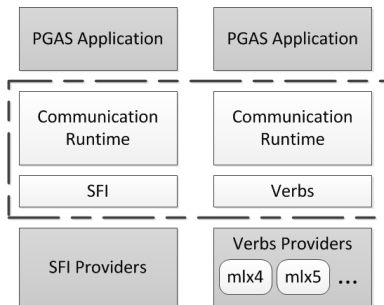 PGAS Application
PGAS Application
Communication
Runtime
Communication
Runtime
SFI
Verbs
SFI Providers
Verbs Providers
mlx4
mlx5
...